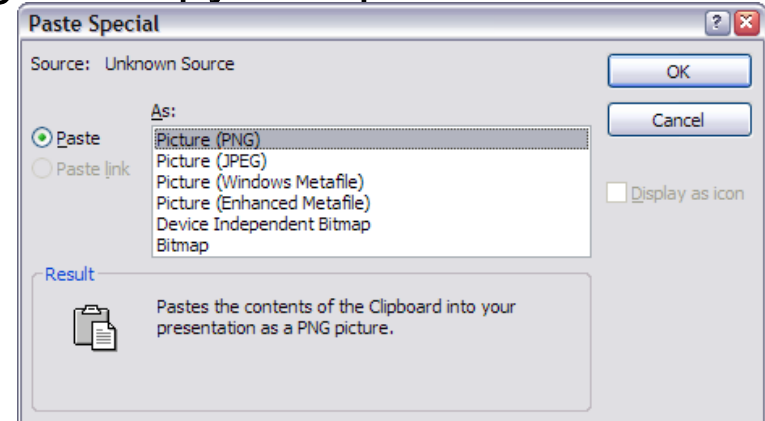 Paste Special
Source: Unknown Source
OK
As:
Cancel
Paste
Picture (PNG)
Picture (JPEG)
Paste link
Picture (Windows Metafile)
Picture (Enhanced Metafile)
Display as icon
Device Independent Bitmap
Bitmap
Result
Pastes the contents of the Clipboard into your
presentation as a PNG picture.